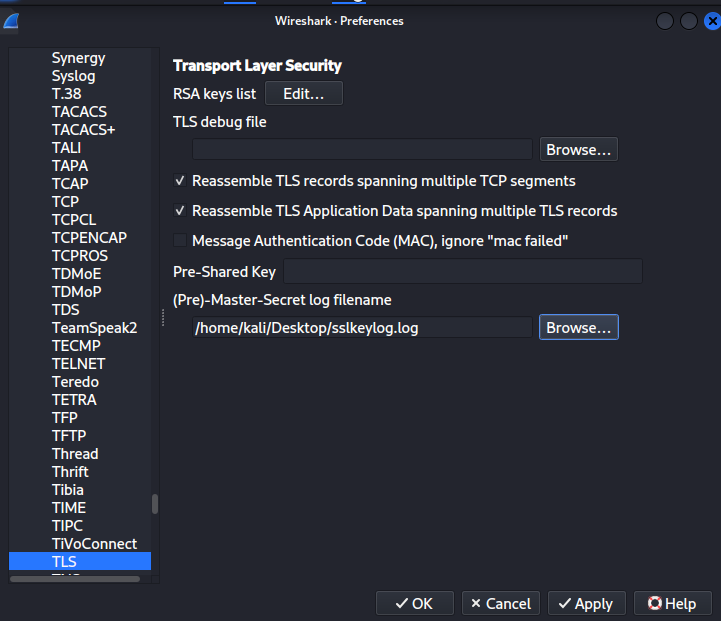 Wireshark · Preferences
Synergy
Syslog
T.38
TACACS
TACACS+
TALI
TAPA
TCAP
TCP
TCPCL
TCPENCAP
TCPROS
TDMoE
TDMoP
TDS
TeamSpeak2
TECMP
TELNET
Teredo
TETRA
TFP
TFTP
Thread
Thrift
Tibia
TIME
TIPC
TiVoConnect
TLS
Transport Layer Security
RSA keys list Edit...
TLS debug file
Browse...
Reassemble TLS records spanning multiple TCP segments
Reassemble TLS Application Data spanning multiple TLS records
Message Authentication Code (MAC), ignore "mac failed"
Pre-Shared Key
(Pre)-Master-Secret log filename
/home/kali/Desktop/sslkeylog.log Browse...
OK Cancel Apply Help